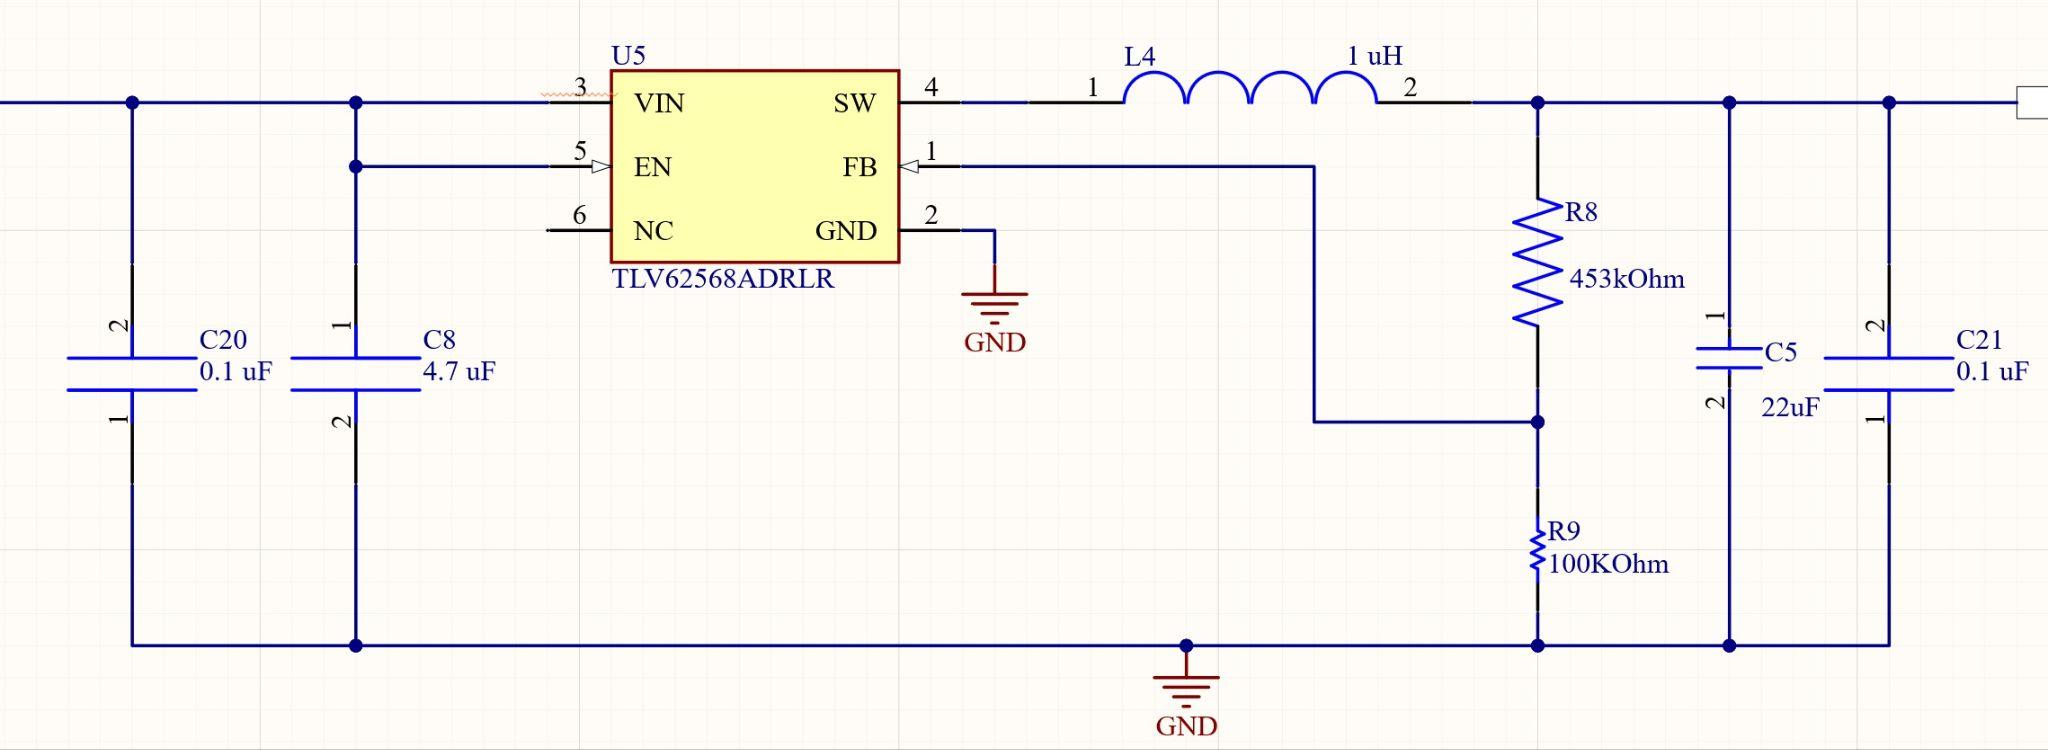 U5
L4
1 uH
3
VIN
SW
4
1
2
5
EN
FB
1
6
NC
GND
2
TLV62568ADRLR
GND
R8
453kOhm
2
C20
0.1 uF
1
1
C8
4.7 uF
2
1
C5
22uF
2
2
C21
0.1 uF
1
R9
100KOhm
GND